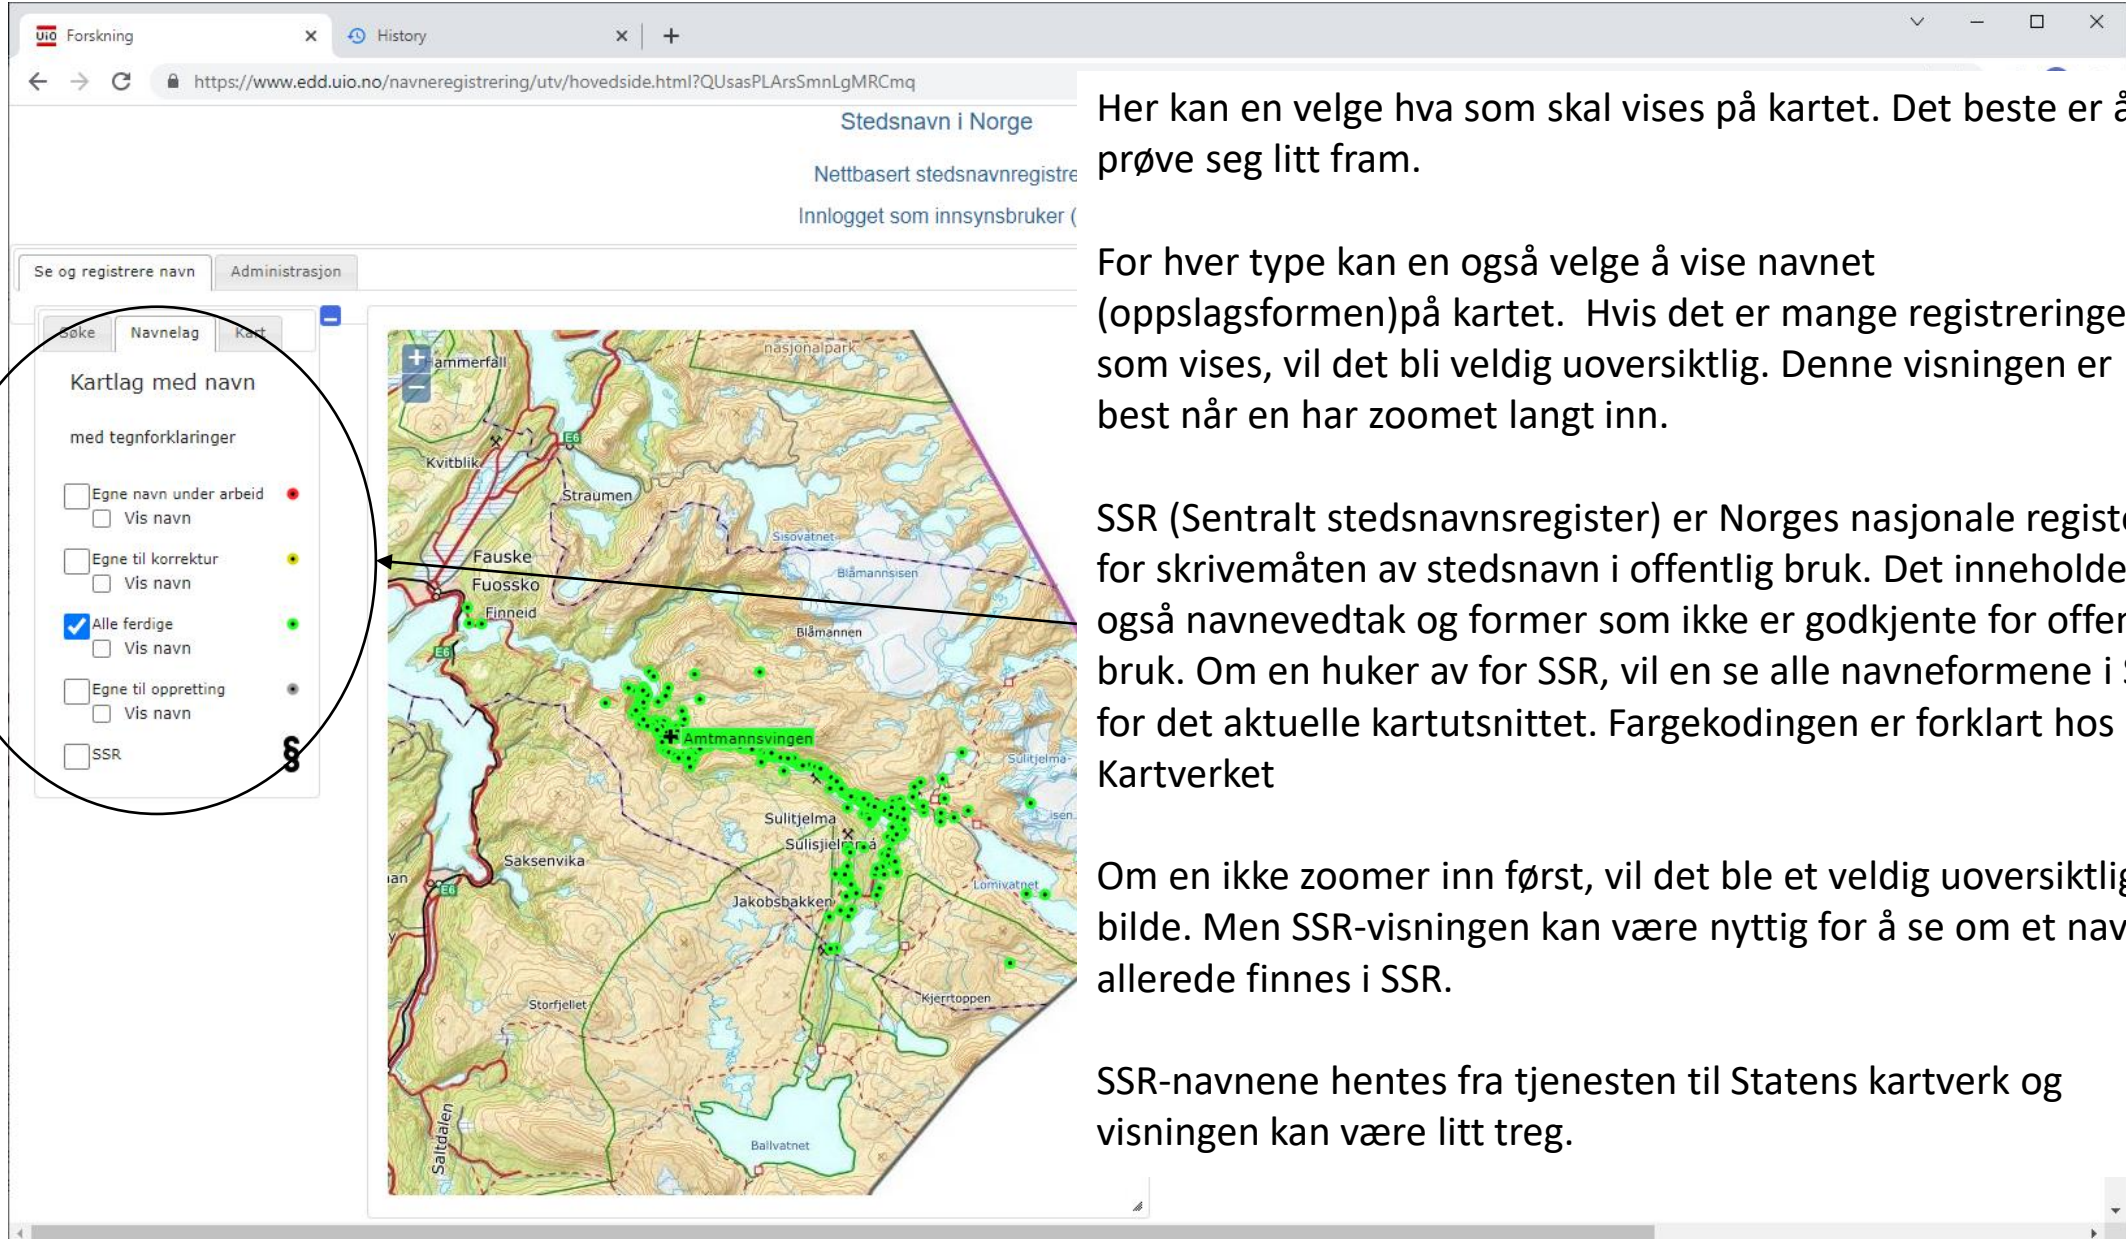 UiO Forskning
History
https://www.edd.uio.no/navneregistrering/utv/hovedside.html?QUsasPLArsSmnLgMRCmq
Stedsnavn i Norge
Nettbasert stedsnavnregistre
Innlogget som innsynsbruker (
Se og registrere navn
Administrasjon
Søke
Navnelag
Kart
Kartlag med navn
med tegnforklaringer
Egne navn under arbeid
Vis navn
Egne til korrektur
Vis navn
Alle ferdige
Vis navn
Egne til oppretting
Vis navn
SSR
§
+
−
Hammerfall
nasjonalpark
E6
Kvitblik
Straumen
Sisovatnet
Fauske
Fuossko
Blåmannsisen
Finneid
Blåmannen
E6
Amtmannsvingen
Sulitjelma-
isen
Sulitjelma
Saksenvika
E6
Lomivatnet
Jakobsbakken
Storfjellet
Kjerrtoppen
Saltdalen
Ballvatnet
Her kan en velge hva som skal vises på kartet. Det beste er å
prøve seg litt fram.
For hver type kan en også velge å vise navnet
(oppslagsformen)på kartet.  Hvis det er mange registreringe
som vises, vil det bli veldig uoversiktlig. Denne visningen er
best når en har zoomet langt inn.
SSR (Sentralt stedsnavnsregister) er Norges nasjonale registe
for skrivemåten av stedsnavn i offentlig bruk. Det inneholde
også navnevedtak og former som ikke er godkjente for offer
bruk. Om en huker av for SSR, vil en se alle navneformene i S
for det aktuelle kartutsnittet. Fargekodingen er forklart hos
Kartverket
Om en ikke zoomer inn først, vil det ble et veldig uoversiktlig
bilde. Men SSR-visningen kan være nyttig for å se om et nav
allerede finnes i SSR.
SSR-navnene hentes fra tjenesten til Statens kartverk og
visningen kan være litt treg.